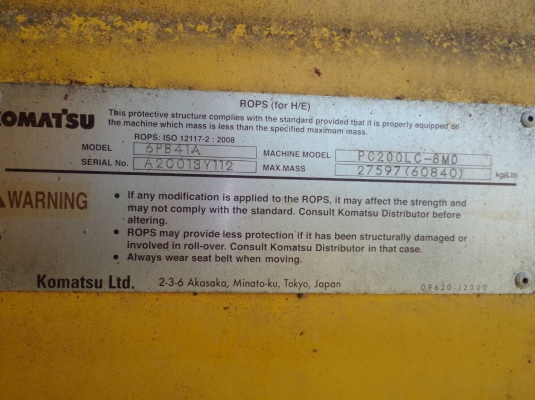 ROPS (for H/E)
KOMATSU
This protective structure complies with the standard provided that it is properly equipped on
the machine which mass is less than the specified maximum mass.
ROPS: ISO 12117-2 : 2008
MODEL 6P841A MACHINE MODEL PC200LC-8M0
SERIAL No. A20013Y112 MAX.MASS 27597(60840) kg(Lb)
WARNING
• If any modification is applied to the ROPS, it may affect the strength and
may not comply with the standard. Consult Komatsu Distributor before
altering.
• ROPS may provide less protection if it has been structurally damaged or
involved in roll-over. Consult Komatsu Distributor in that case.
• Always wear seat belt when moving.
Komatsu Ltd. 2-3-6 Akasaka, Minato-ku, Tokyo, Japan
09620-J2000